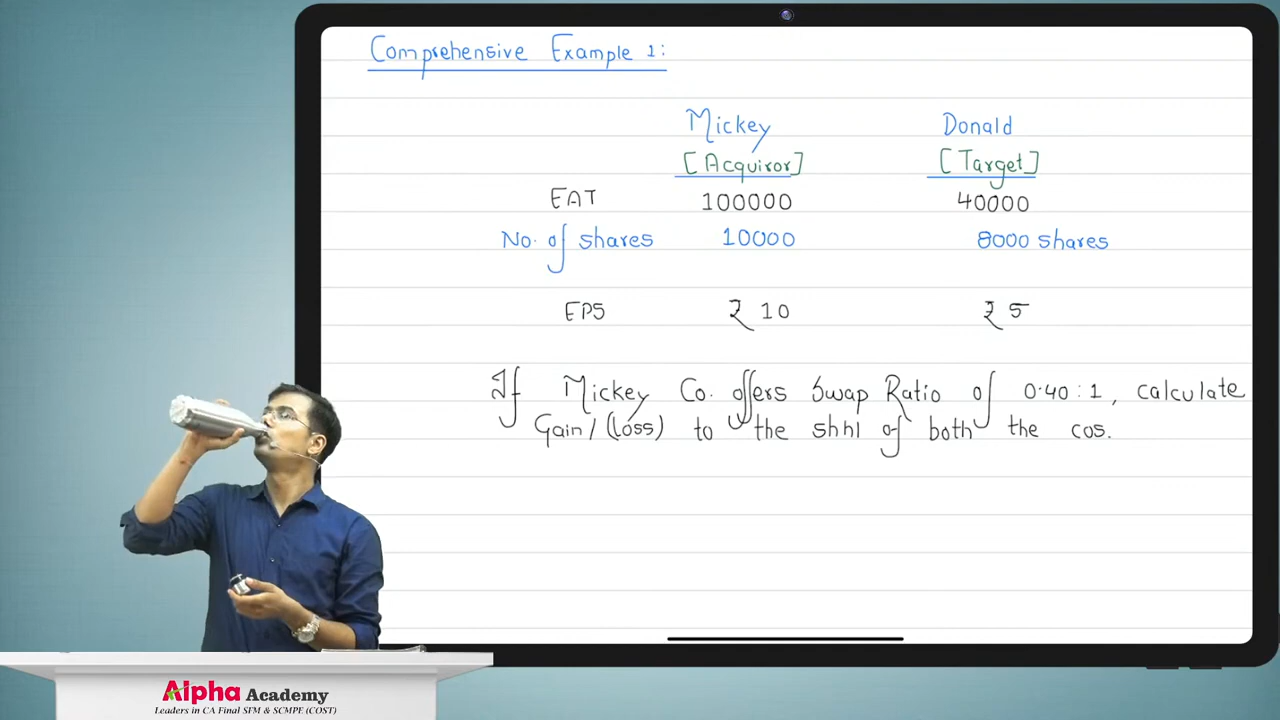 Comprehensive Example 1:
Mickey Donald
[Acquiror] [Target]
EAT 100000 40000
No. of shares 10000 8000 shares
EPS ₹ 10 ₹ 5
If Mickey Co. offers Swap Ratio of 0.40 : 1, calculate
Gain/(loss) to the shhl of both the cos.
Alpha Academy
Leaders in CA Final SFM & SCMPE (COST)